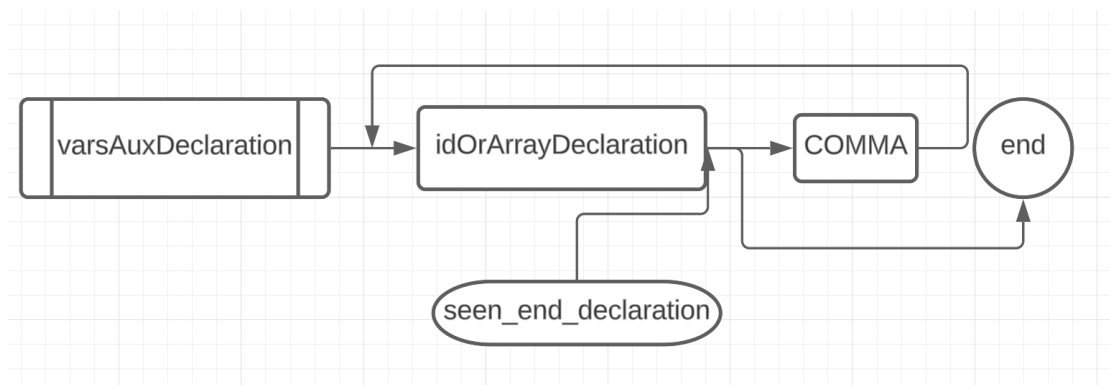 varsAuxDeclaration
idOrArrayDeclaration
COMMA
end
seen_end_declaration